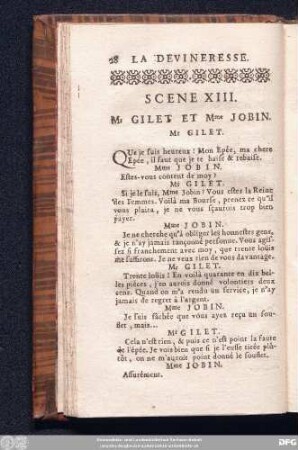 98 LA DEVINERESSE.
SCENE XIII.
Mr GILET ET Mme JOBIN.
Mr GILET.
QUe je suis heureux! Mon Epée, ma chere
Epée, il faut que je te baise & rebaise.
Mme JOBIN.
Estes-vous content de moy?
Mr GILET.
Si je le suis, Mme Jobin! Vous estes la Reine
des Femmes. Voilà ma Bourse, prenez ce qu'il
vous plaira, je ne vous sçaurois trop bien
payer.
Mme JOBIN.
Je ne cherche qu'à obliger les honnestes gens,
& je n'ay jamais rançonné personne. Vous agis-
sez si franchement avec moy, que trente loüis
me suffiront. Je ne veux rien de vous davantage.
Mr GILET.
Trente loüis! En voilà quarante en dix bel-
les pieces, j'en aurois donné volontiers deux
cens. Quand on m'a rendu un service, je n'ay
jamais de regret à l'argent.
Mme JOBIN.
Je suis fâchée que vous ayez reçu un souf-
flet, mais...
Mr GILET.
Cela n'est rien, & puis ce n'est point la faute
de l'épée. Je vois bien que si je l'eusse tirée plû-
tôt, on ne m'auroit point donné le soufflet.
Mme JOBIN.
Assurément.
DFG